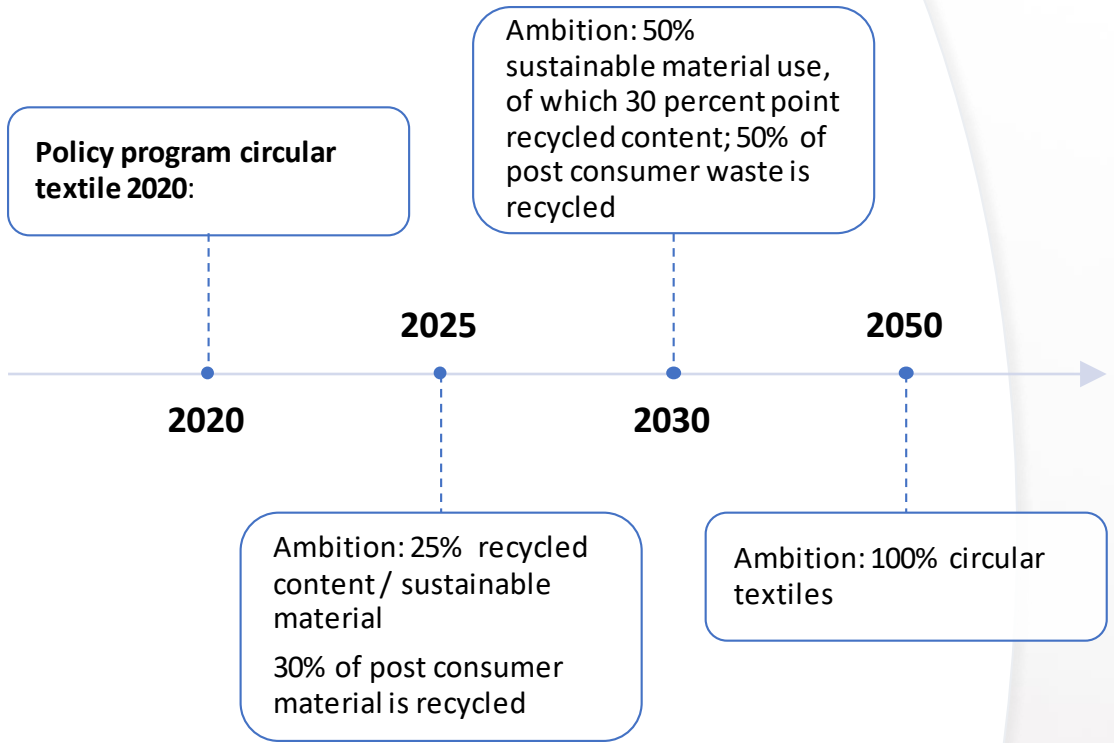 Policy program circular
textile 2020:
Ambition: 50%
sustainable material use,
of which 30 percent point
recycled content; 50% of
post consumer waste is
recycled
2025
2050
2020
2030
Ambition: 25% recycled
content / sustainable
material
30% of post consumer
material is recycled
Ambition: 100% circular
textiles